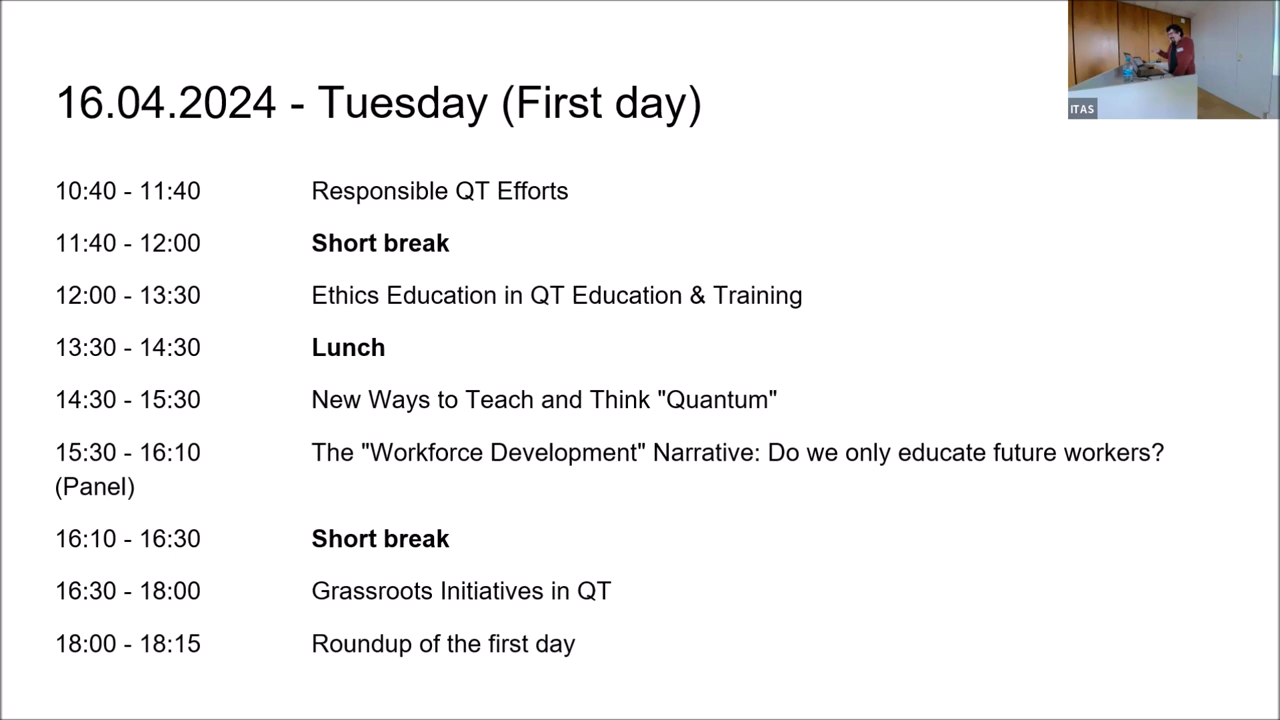 16.04.2024 - Tuesday (First day)
ITAS
10:40 - 11:40 Responsible QT Efforts
11:40 - 12:00 Short break
12:00 - 13:30 Ethics Education in QT Education & Training
13:30 - 14:30 Lunch
14:30 - 15:30 New Ways to Teach and Think "Quantum"
15:30 - 16:10 The "Workforce Development" Narrative: Do we only educate future workers?
(Panel)
16:10 - 16:30 Short break
16:30 - 18:00 Grassroots Initiatives in QT
18:00 - 18:15 Roundup of the first day